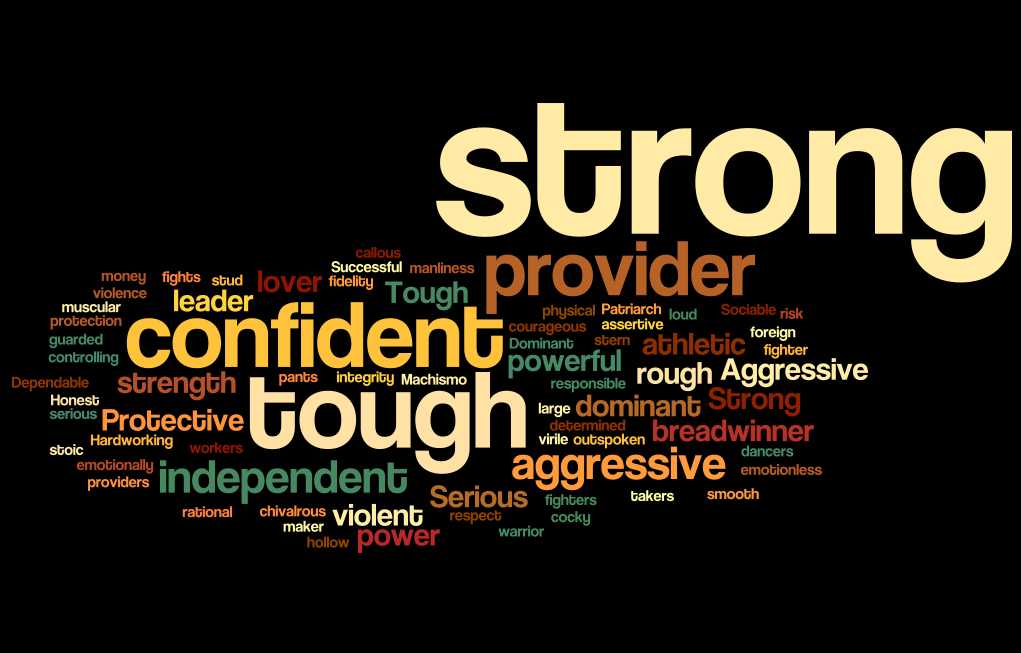 strong
callous
provider
Successful
manliness
money
fights
stud
lover
fidelity
Tough
violence
leader
muscular
confident
physical
Patriarch
loud
Sociable
risk
protection
courageous
assertive
foreign
guarded
Dominant
stern
athletic
fighter
controlling
powerful
rough
Aggressive
Dependable
strength
pants
integrity
Machismo
responsible
Honest
tough
large
dominant
Strong
serious
Protective
determined
breadwinner
Hardworking
virile
outspoken
stoic
workers
dancers
emotionally
independent
aggressive
emotionless
providers
Serious
fighters
takers
smooth
rational
chivalrous
violent
respect
cocky
maker
power
warrior
hollow